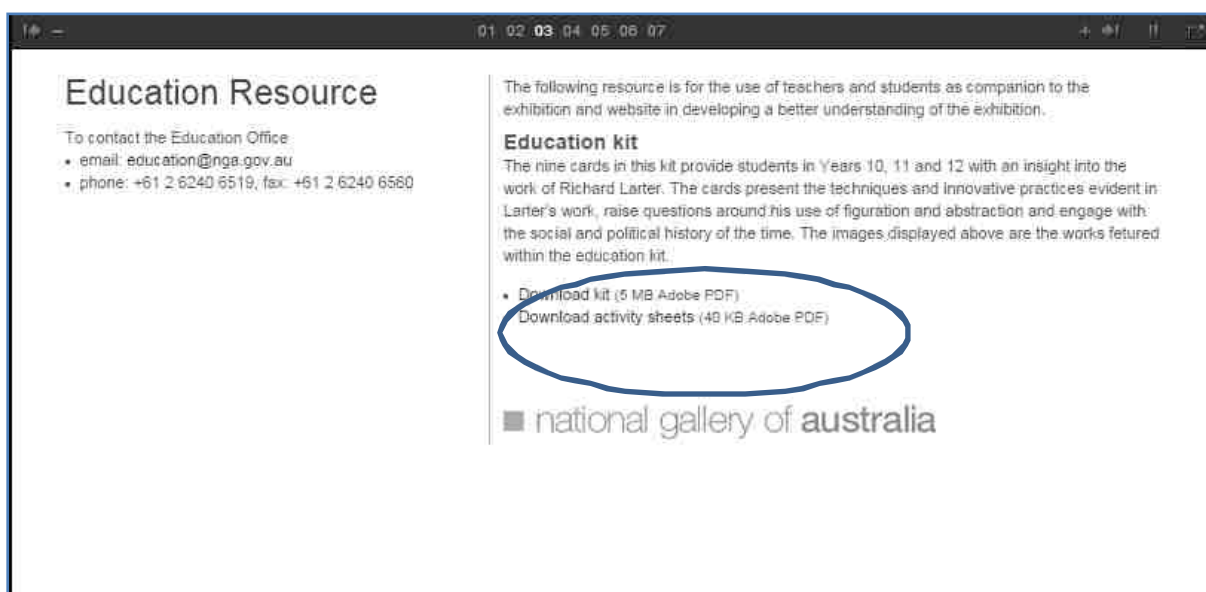 01 02 03 04 05 06 07
Education Resource
To contact the Education Office
• email: education@nga.gov.au
• phone: +61 2 6240 6519, fax: +61 2 6240 6560
The following resource is for the use of teachers and students as companion to the
exhibition and website in developing a better understanding of the exhibition.
Education kit
The nine cards in this kit provide students in Years 10, 11 and 12 with an insight into the
work of Richard Larter. The cards present the techniques and innovative practices evident in
Larter's work, raise questions around his use of figuration and abstraction and engage with
the social and political history of the time. The images displayed above are the works fetured
within the education kit.
• Download kit (5 MB Adobe PDF)
Download activity sheets (40 KB Adobe PDF)
national gallery of australia